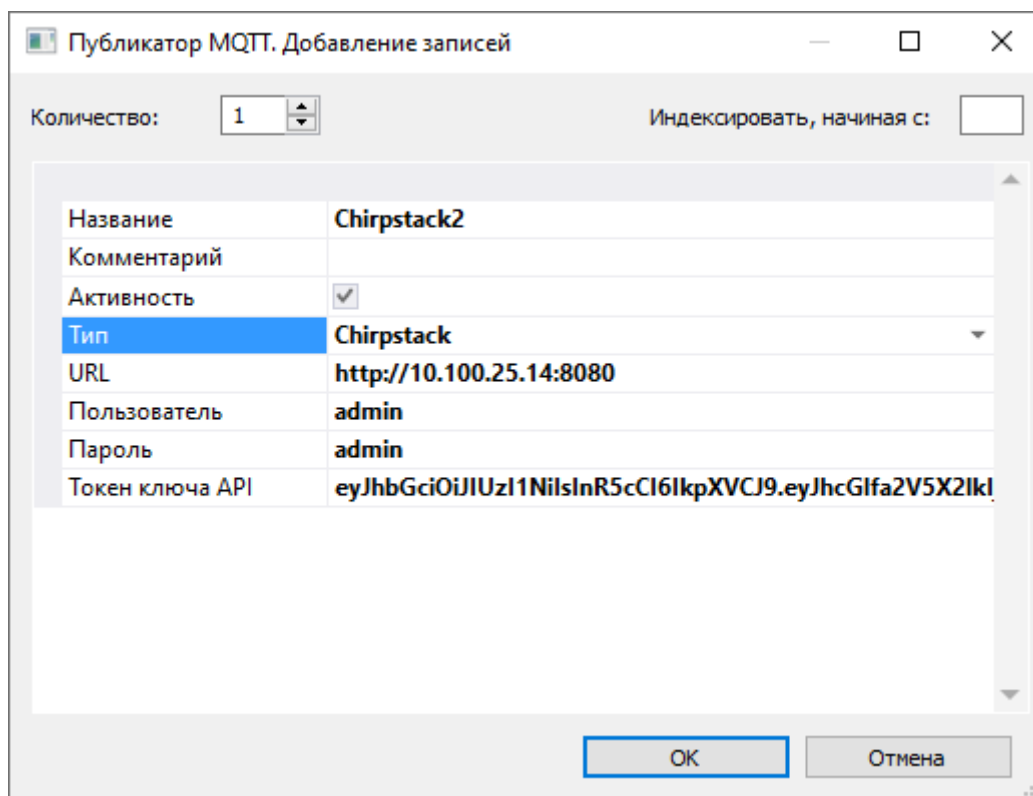 Публикатор MQTT. Добавление записей
Количество: 1 Индексировать, начиная с:
Название Chirpstack2
Комментарий
Активность
Тип Chirpstack
URL http://10.100.25.14:8080
Пользователь admin
Пароль admin
Токен ключа API eyJhbGciOiJIUzI1NiIsInR5cCI6IkpXVCJ9.eyJhcGlfa2V5X2lkI
OK Отмена